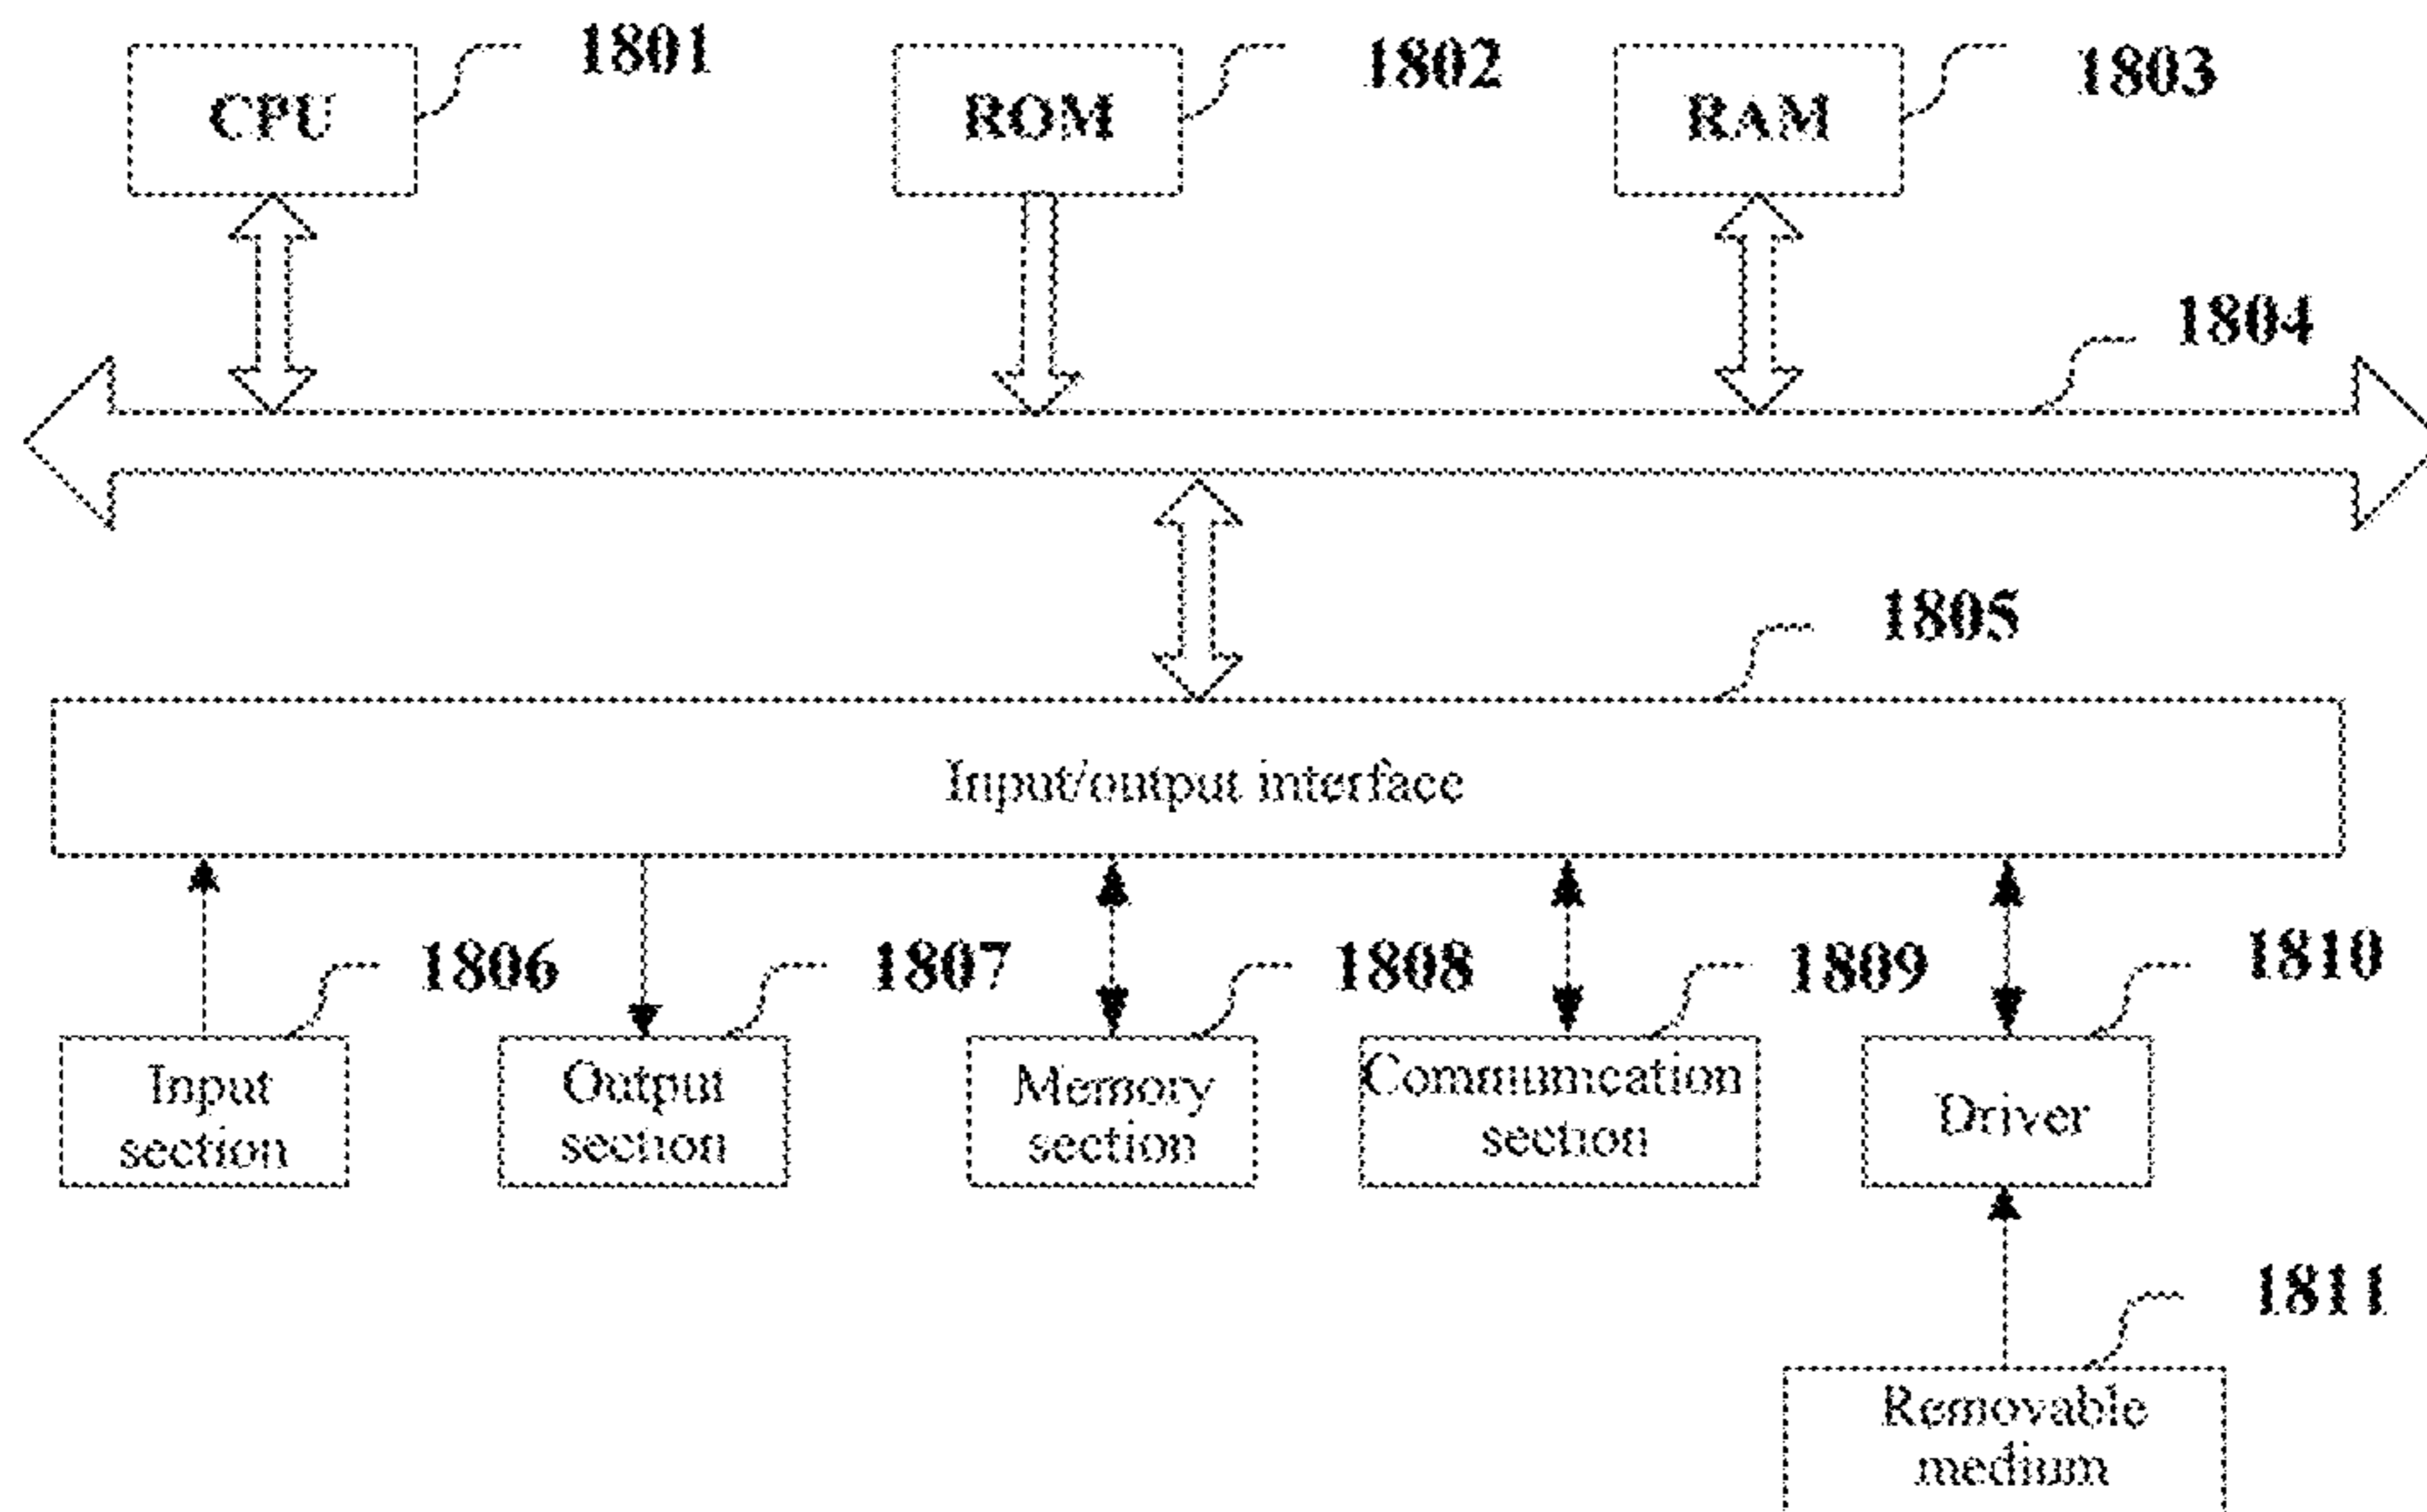 1801
1802
1803
CPU
ROM
RAM
1804
1805
Input/output interface
1806
1807
1808
1809
1810
Input
section
Output
section
Memory
section
Communication
section
Driver
1811
Removable
medium